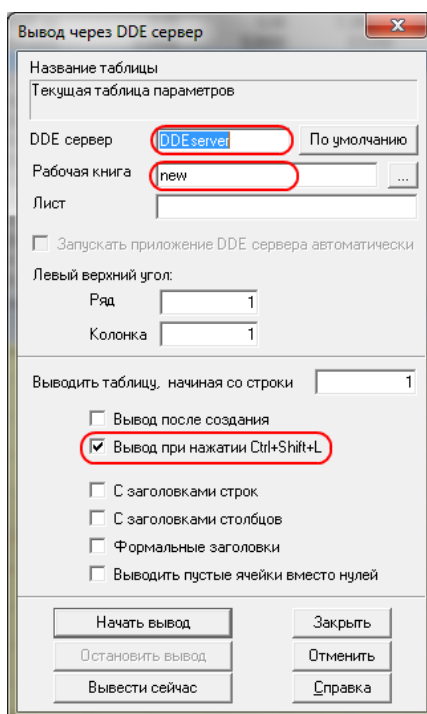 Вывод через DDE сервер
Название таблицы
Текущая таблица параметров
DDE сервер DDEserver По умолчанию
Рабочая книга new ...
Лист
Запускать приложение DDE сервера автоматически
Левый верхний угол:
Ряд 1
Колонка 1
Выводить таблицу, начиная со строки 1
Вывод после создания
Вывод при нажатии Ctrl+Shift+L
С заголовками строк
С заголовками столбцов
Формальные заголовки
Выводить пустые ячейки вместо нулей
Начать вывод Закрыть
Остановить вывод Отменить
Вывести сейчас Справка